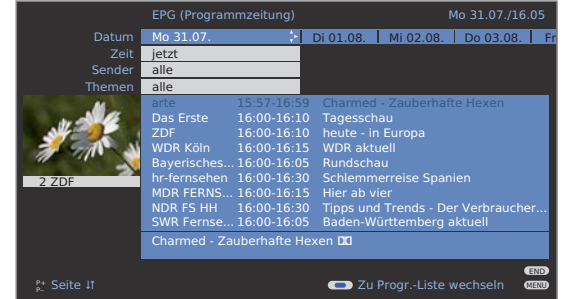 EPG (Programmzeitung) Mo 31.07./16.05
Datum Mo 31.07. Di 01.08. Mi 02.08. Do 03.08. Fr
Zeit jetzt
Sender alle
Themen alle
arte 15:57-16:59 Charmed - Zauberhafte Hexen
Das Erste 16:00-16:10 Tagesschau
ZDF 16:00-16:10 heute - in Europa
WDR Köln 16:00-16:15 WDR aktuell
Bayerisches... 16:00-16:05 Rundschau
hr-fernsehen 16:00-16:30 Schlemmerreise Spanien
2 ZDF
MDR FERNS... 16:00-16:15 Hier ab vier
NDR FS HH 16:00-16:30 Tipps und Trends - Der Verbraucher...
SWR Fernse... 16:00-16:05 Baden-Württemberg aktuell
Charmed - Zauberhafte Hexen
END
P+ P- Seite ↓↑ Zu Progr.-Liste wechseln MENU